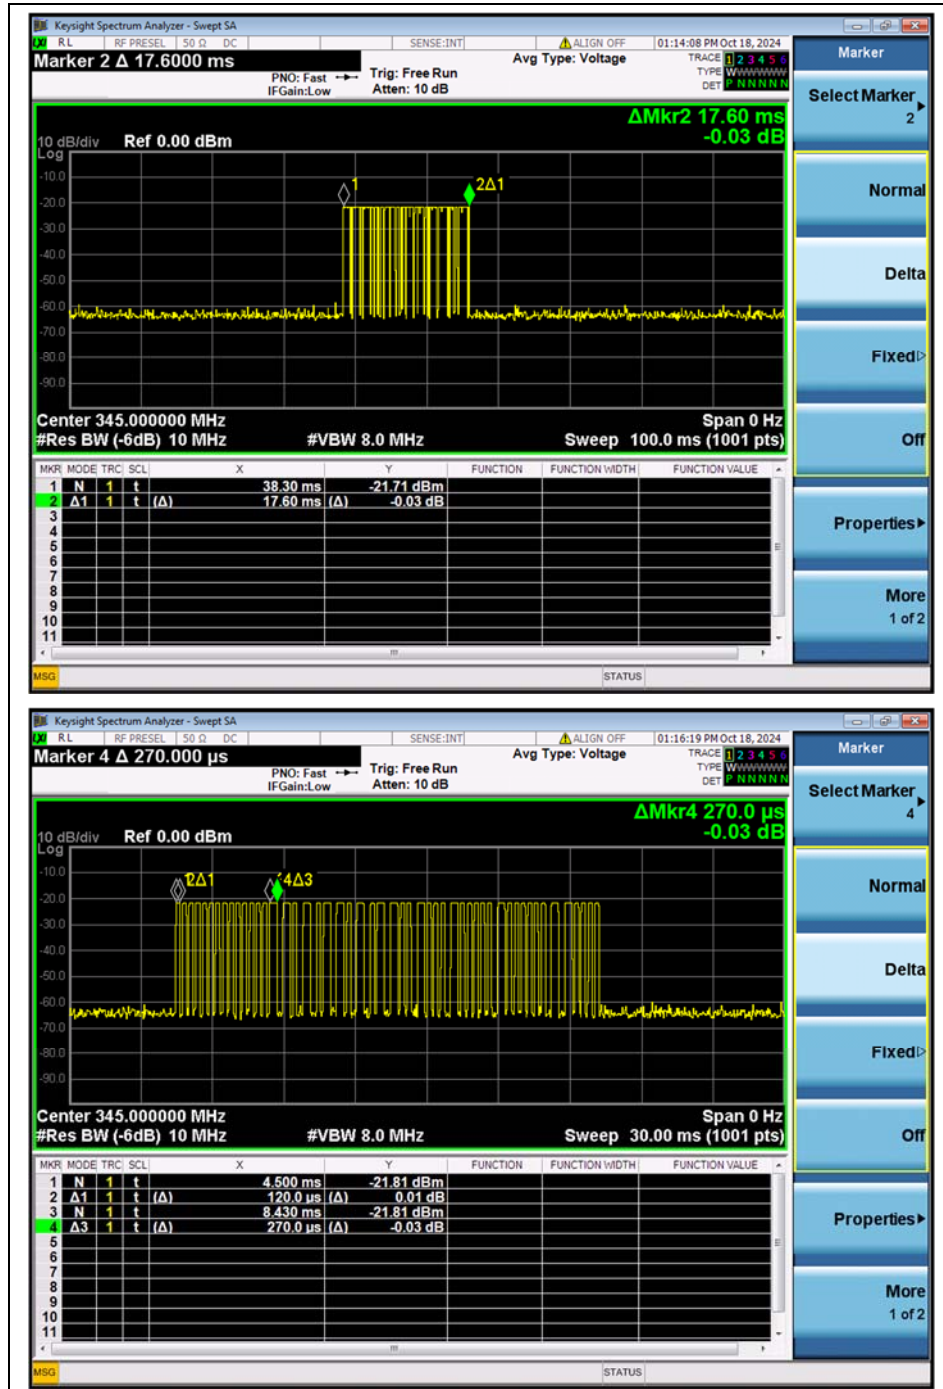 Keysight Spectrum Analyzer - Swept SA
RL RF PRESEL 50 Ω DC SENSE:INT ALIGN OFF 01:14:08 PM Oct 18, 2024
Marker 2 Δ 17.6000 ms
PNO: Fast
IFGain:Low
Trig: Free Run
Atten: 10 dB
Avg Type: Voltage
TRACE 1 2 3 4 5 6
TYPE WWWWWW
DET P N N N N N
ΔMkr2 17.60 ms
-0.03 dB
10 dB/div Ref 0.00 dBm
Log
-10.0
-20.0
-30.0
-40.0
-50.0
-60.0
-70.0
-80.0
-90.0
1
2Δ1
Center 345.000000 MHz Span 0 Hz
#Res BW (-6dB) 10 MHz #VBW 8.0 MHz Sweep 100.0 ms (1001 pts)
MKR MODE TRC SCL X Y FUNCTION FUNCTION WIDTH FUNCTION VALUE
1 N 1 t 38.30 ms -21.71 dBm
2 Δ1 1 t (Δ) 17.60 ms (Δ) -0.03 dB
3
4
5
6
7
8
9
10
11
MSG STATUS
Marker
Select Marker
2
Normal
Delta
Fixed
Off
Properties
More
1 of 2
Keysight Spectrum Analyzer - Swept SA
RL RF PRESEL 50 Ω DC SENSE:INT ALIGN OFF 01:16:19 PM Oct 18, 2024
Marker 4 Δ 270.000 µs
PNO: Fast
IFGain:Low
Trig: Free Run
Atten: 10 dB
Avg Type: Voltage
TRACE 1 2 3 4 5 6
TYPE WWWWWW
DET P N N N N N
ΔMkr4 270.0 µs
-0.03 dB
10 dB/div Ref 0.00 dBm
Log
-10.0
-20.0
-30.0
-40.0
-50.0
-60.0
-70.0
-80.0
-90.0
2Δ1
4Δ3
Center 345.000000 MHz Span 0 Hz
#Res BW (-6dB) 10 MHz #VBW 8.0 MHz Sweep 30.00 ms (1001 pts)
MKR MODE TRC SCL X Y FUNCTION FUNCTION WIDTH FUNCTION VALUE
1 N 1 t 4.500 ms -21.81 dBm
2 Δ1 1 t (Δ) 120.0 µs (Δ) 0.01 dB
3 N 1 t 8.430 ms -21.81 dBm
4 Δ3 1 t (Δ) 270.0 µs (Δ) -0.03 dB
5
6
7
8
9
10
11
MSG STATUS
Marker
Select Marker
4
Normal
Delta
Fixed
Off
Properties
More
1 of 2